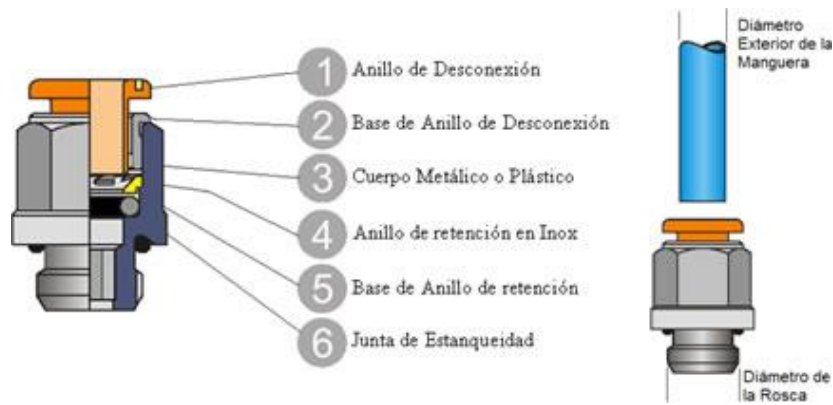 1 Anillo de Desconexión
2 Base de Anillo de Desconexión
3 Cuerpo Metálico o Plástico
4 Anillo de retención en Inox
5 Base de Anillo de retención
6 Junta de Estanqueidad
Diámetro
Exterior de la
Manguera
Diámetro de
la Rosca